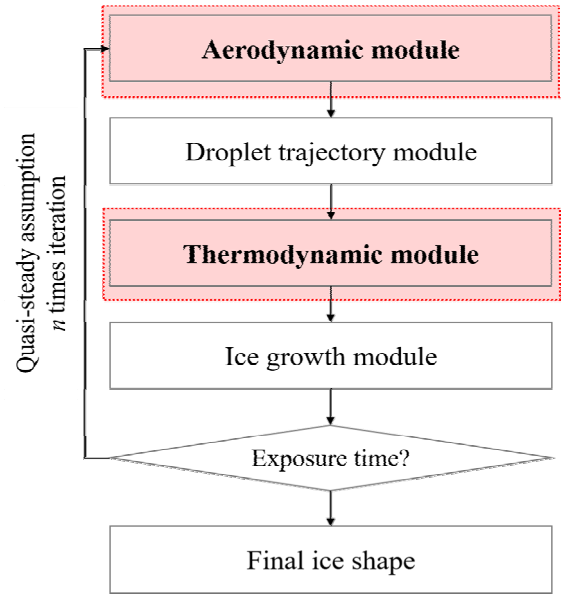 Aerodynamic module
Droplet trajectory module
Thermodynamic module
Ice growth module
Exposure time?
Final ice shape
Quasi-steady assumption
n times iteration